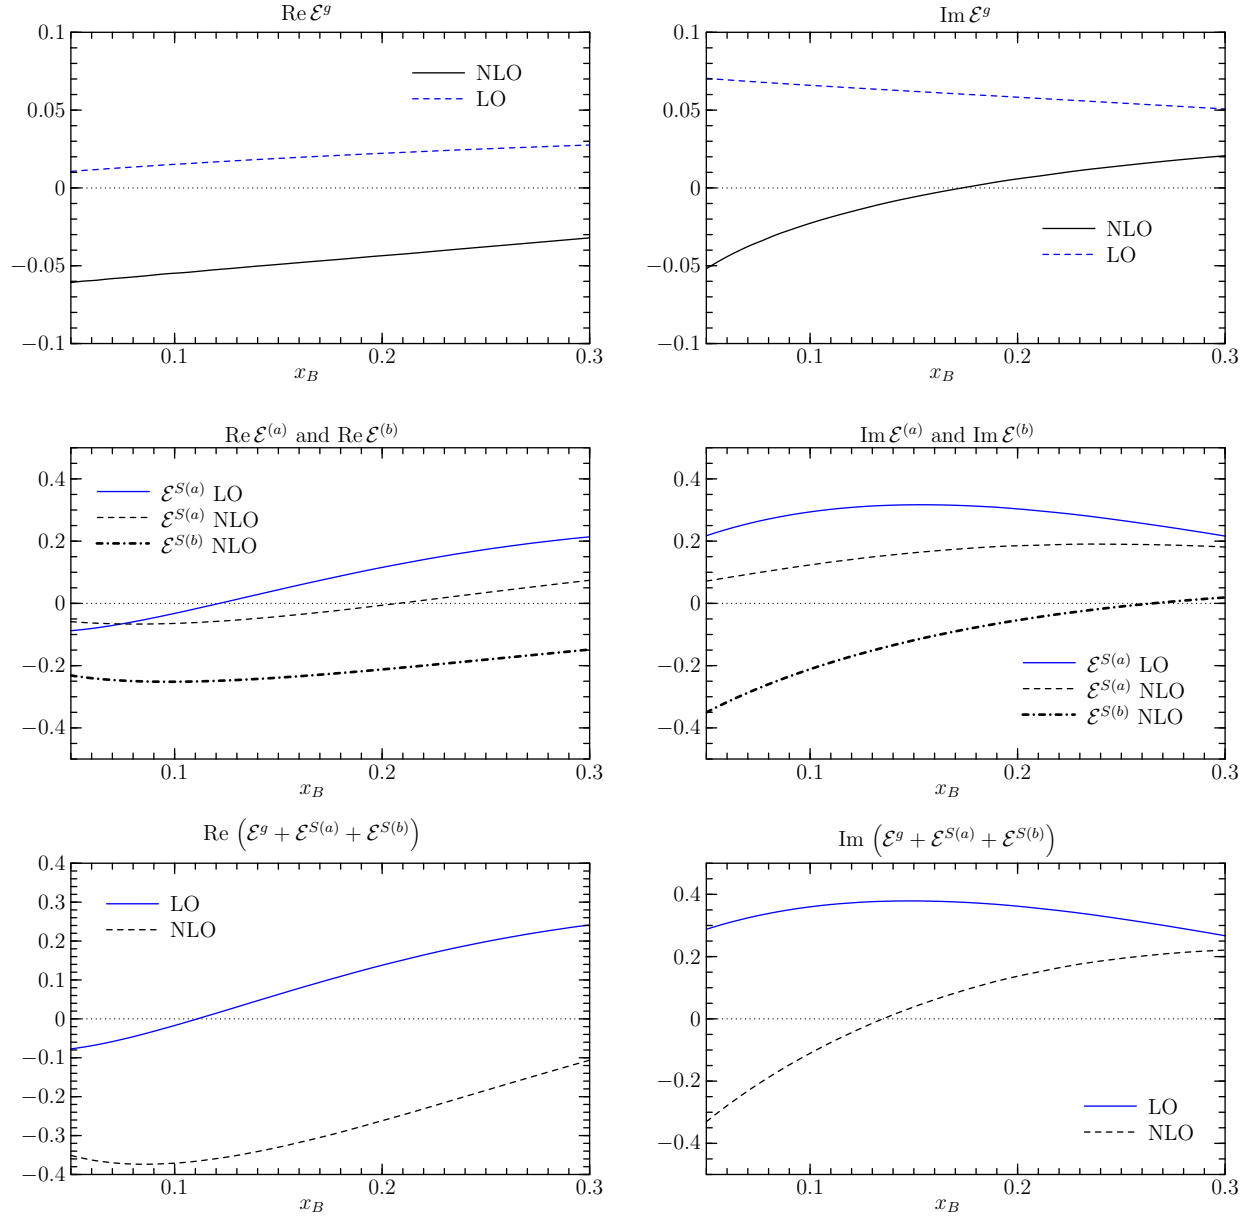 Re ℰ^g
0.1
0.05
0
−0.05
−0.1
NLO
LO
0.1 0.2 0.3
x_B
Im ℰ^g
0.1
0.05
0
−0.05
−0.1
NLO
LO
0.1 0.2 0.3
x_B
Re ℰ^(a) and Re ℰ^(b)
0.4
0.2
0
−0.2
−0.4
ℰ^S(a) LO
ℰ^S(a) NLO
ℰ^S(b) NLO
0.1 0.2 0.3
x_B
Im ℰ^(a) and Im ℰ^(b)
0.4
0.2
0
−0.2
−0.4
ℰ^S(a) LO
ℰ^S(a) NLO
ℰ^S(b) NLO
0.1 0.2 0.3
x_B
Re (ℰ^g + ℰ^S(a) + ℰ^S(b))
0.4
0.3
0.2
0.1
0
−0.1
−0.2
−0.3
−0.4
LO
NLO
0.1 0.2 0.3
x_B
Im (ℰ^g + ℰ^S(a) + ℰ^S(b))
0.4
0.2
0
−0.2
−0.4
LO
NLO
0.1 0.2 0.3
x_B